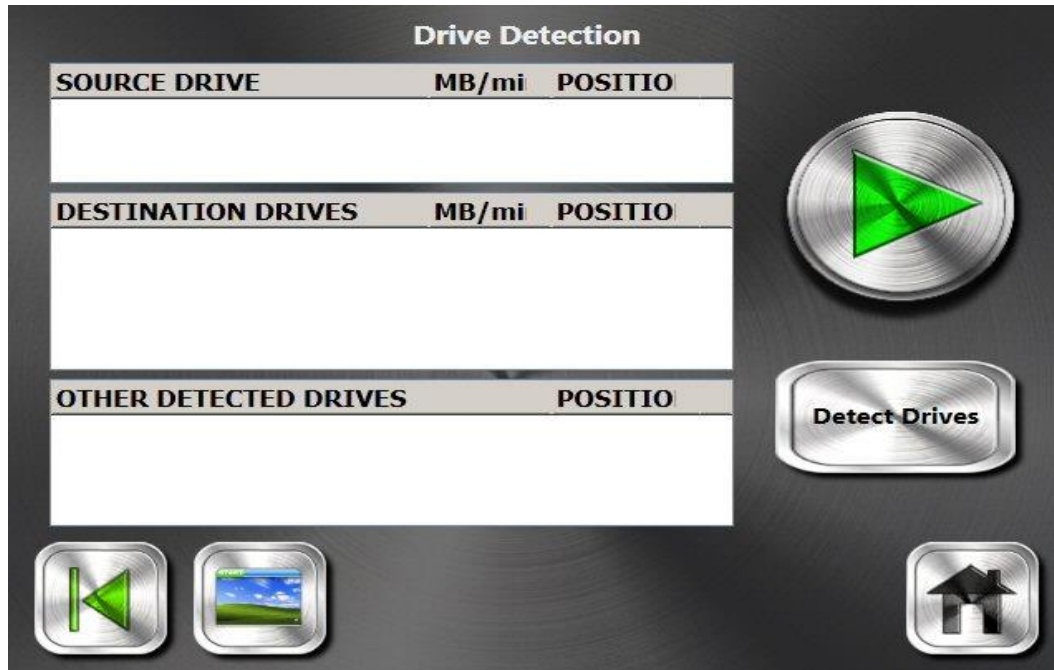 Drive Detection
SOURCE DRIVE MB/mi POSITIO
DESTINATION DRIVES MB/mi POSITIO
OTHER DETECTED DRIVES POSITIO
Detect Drives